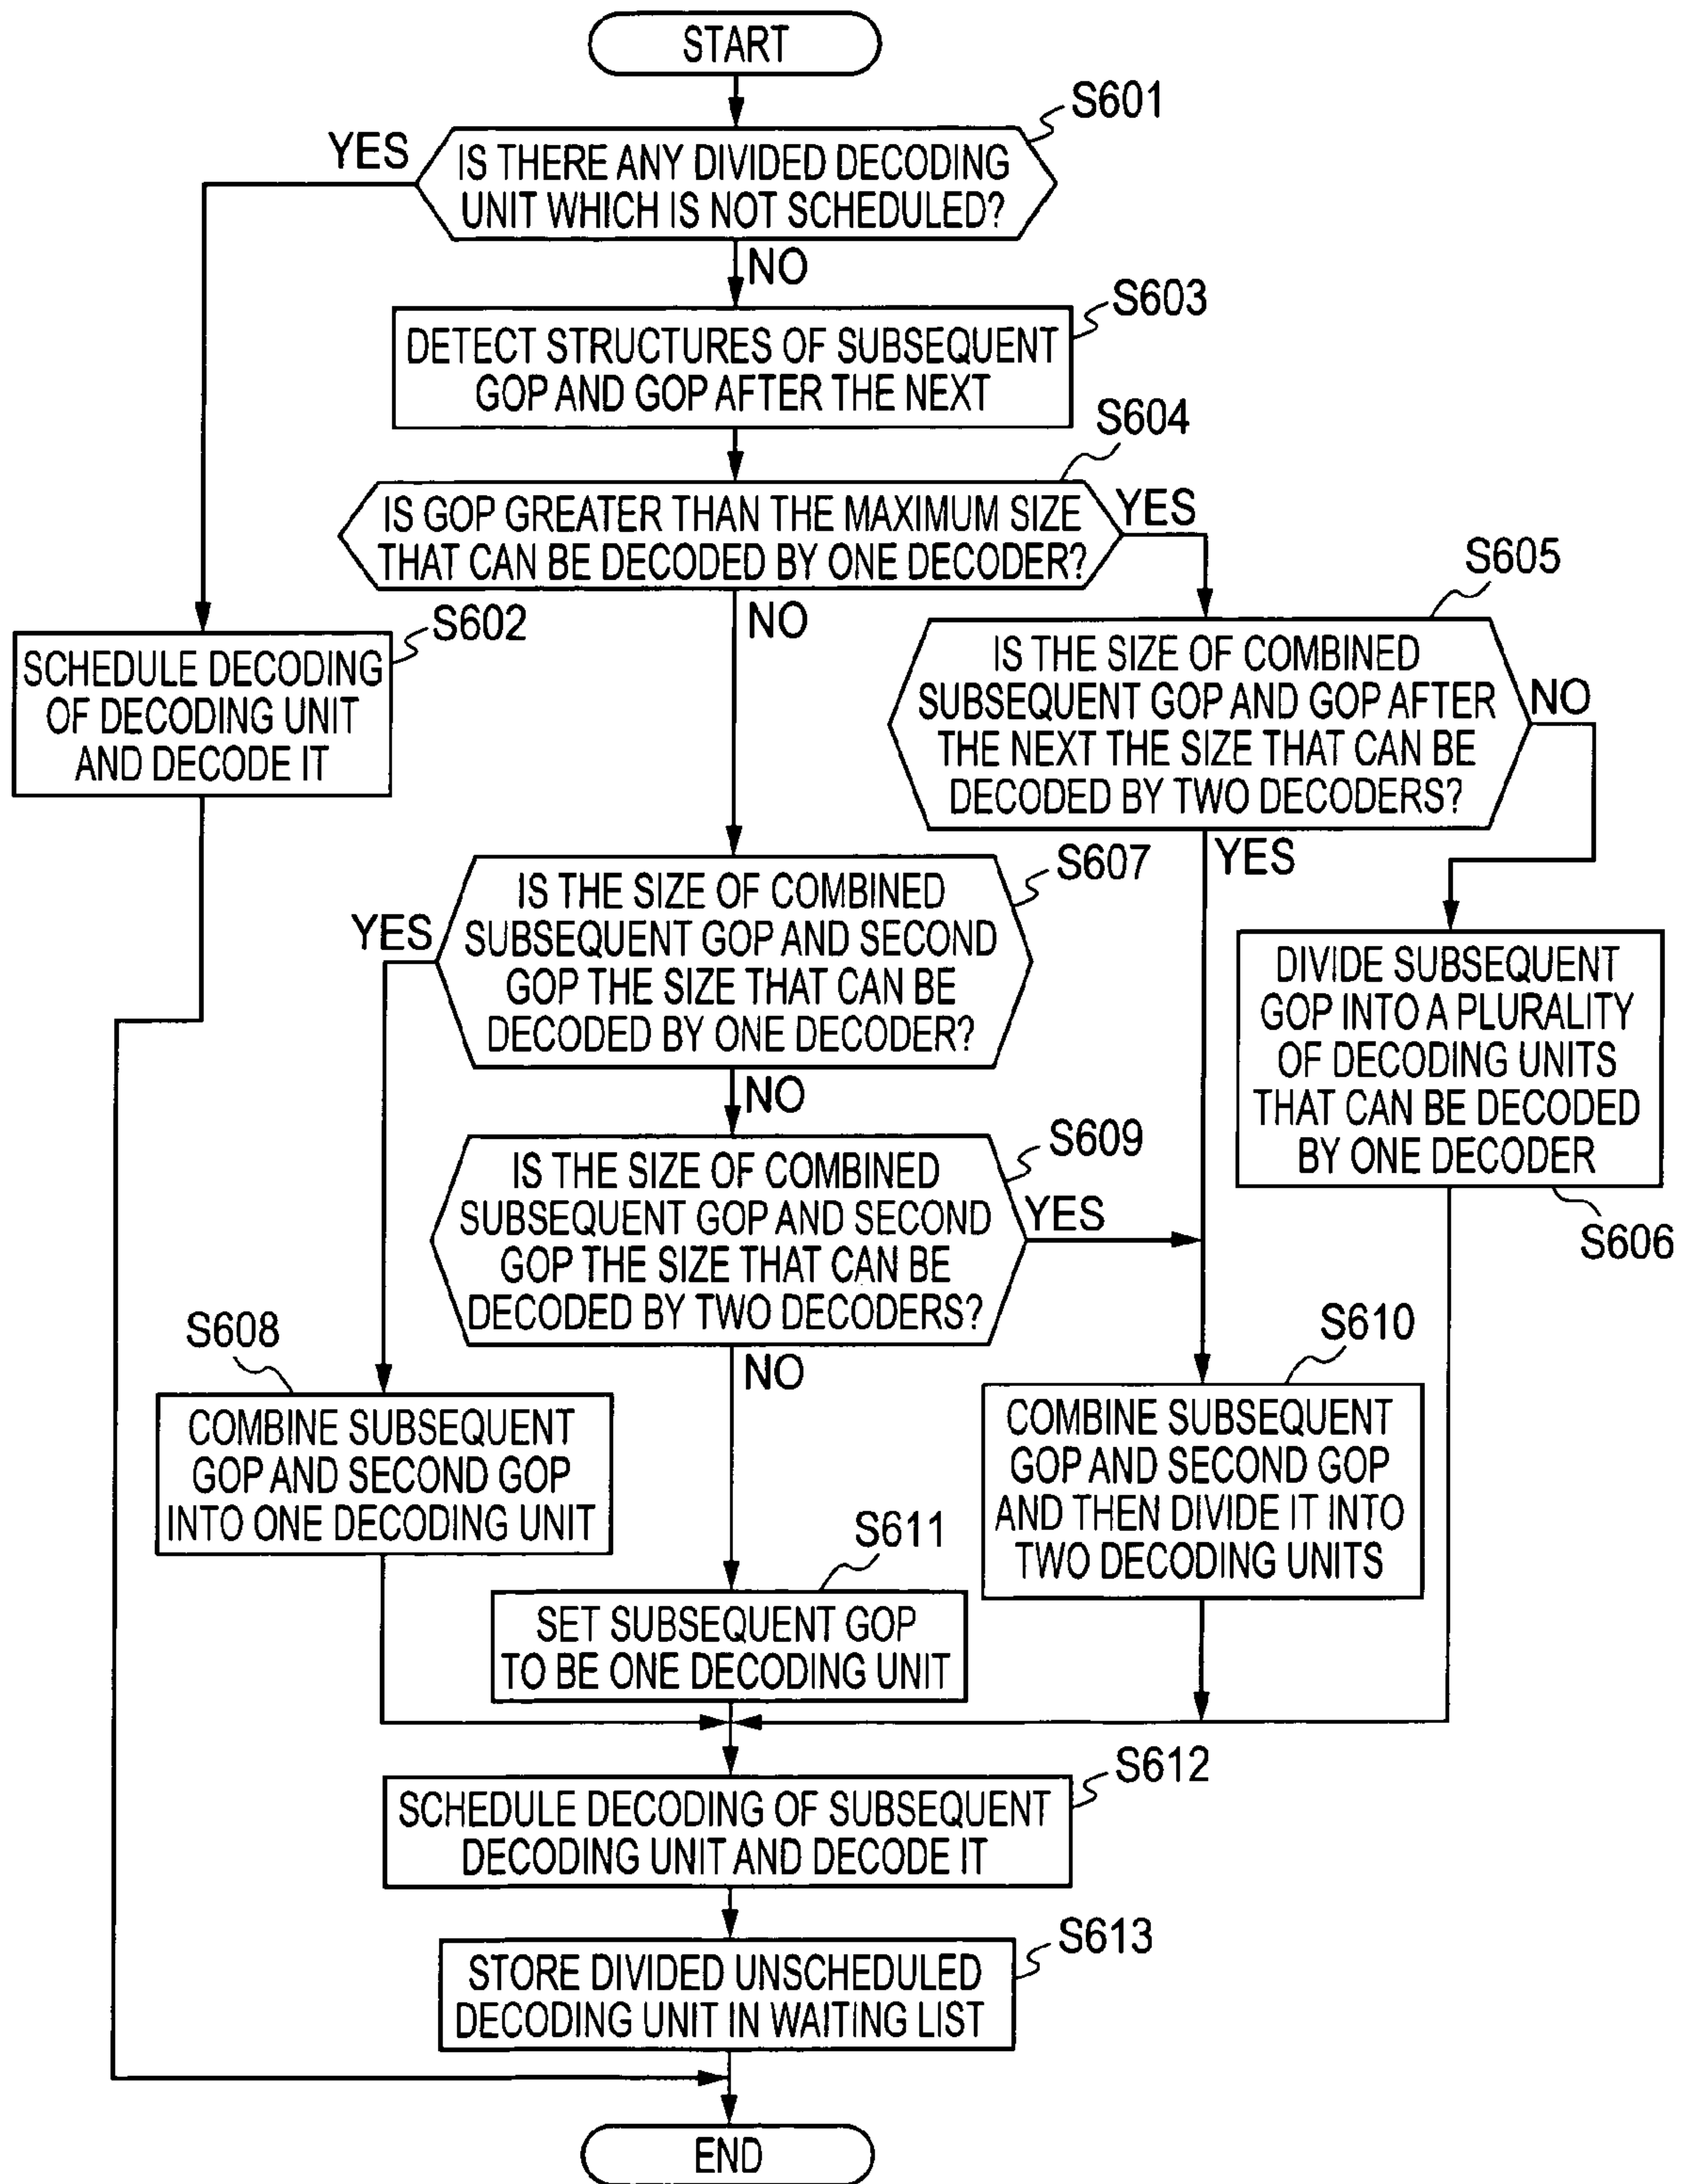 START
S601
YES
IS THERE ANY DIVIDED DECODING
UNIT WHICH IS NOT SCHEDULED?
NO
S603
DETECT STRUCTURES OF SUBSEQUENT
GOP AND GOP AFTER THE NEXT
S604
IS GOP GREATER THAN THE MAXIMUM SIZE
THAT CAN BE DECODED BY ONE DECODER?
YES
NO
S602
SCHEDULE DECODING
OF DECODING UNIT
AND DECODE IT
S605
IS THE SIZE OF COMBINED
SUBSEQUENT GOP AND GOP AFTER
THE NEXT THE SIZE THAT CAN BE
DECODED BY TWO DECODERS?
NO
YES
S607
IS THE SIZE OF COMBINED
SUBSEQUENT GOP AND SECOND
GOP THE SIZE THAT CAN BE
DECODED BY ONE DECODER?
YES
NO
DIVIDE SUBSEQUENT
GOP INTO A PLURALITY
OF DECODING UNITS
THAT CAN BE DECODED
BY ONE DECODER
S606
S609
IS THE SIZE OF COMBINED
SUBSEQUENT GOP AND SECOND
GOP THE SIZE THAT CAN BE
DECODED BY TWO DECODERS?
YES
NO
S608
COMBINE SUBSEQUENT
GOP AND SECOND GOP
INTO ONE DECODING UNIT
S610
COMBINE SUBSEQUENT
GOP AND SECOND GOP
AND THEN DIVIDE IT INTO
TWO DECODING UNITS
S611
SET SUBSEQUENT GOP
TO BE ONE DECODING UNIT
S612
SCHEDULE DECODING OF SUBSEQUENT
DECODING UNIT AND DECODE IT
S613
STORE DIVIDED UNSCHEDULED
DECODING UNIT IN WAITING LIST
END